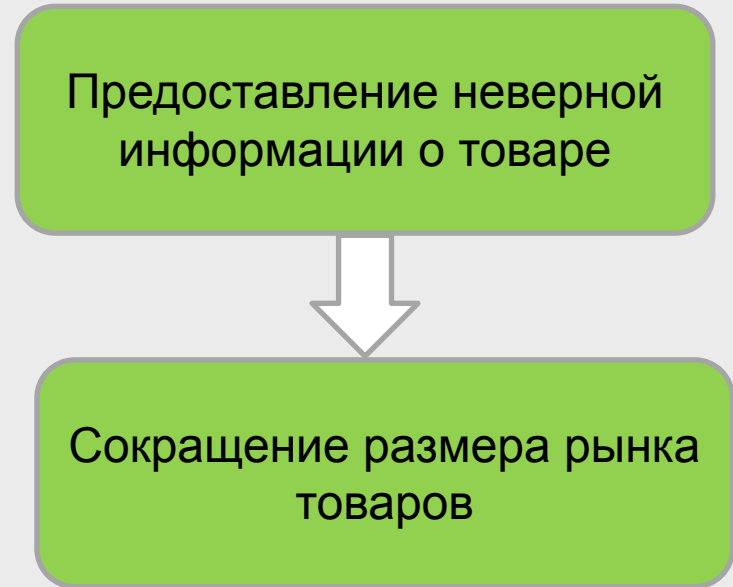 Предоставление неверной
информации о товаре
Сокращение размера рынка
товаров